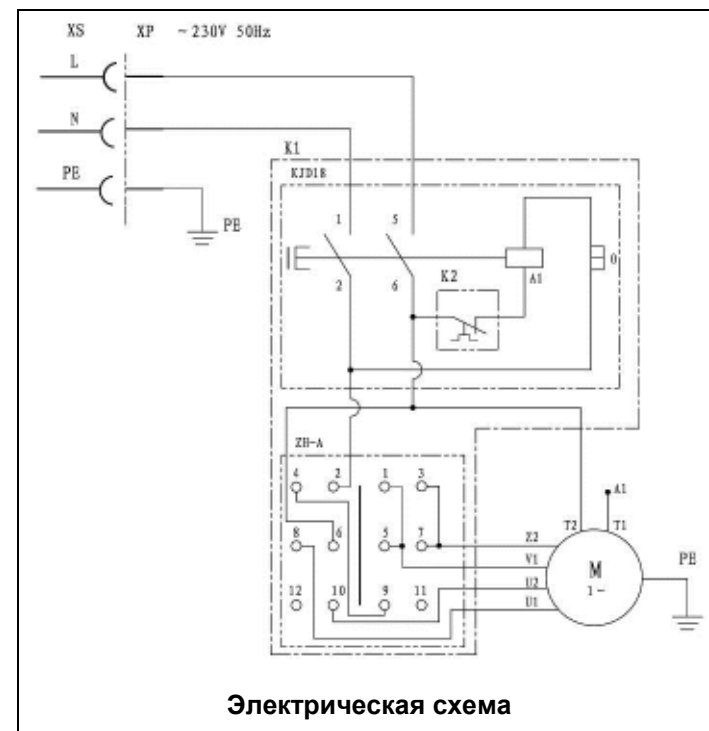 XS XP ~230V 50Hz
L
N
PE
PE
K1
KJD18
1 5
2 6
K2
A1
0
ZH-A
4 2 1 3
8 6 5 7
12 10 9 11
A1
T2 T1
Z2
V1
U2
U1
M
1~
PE
Электрическая схема